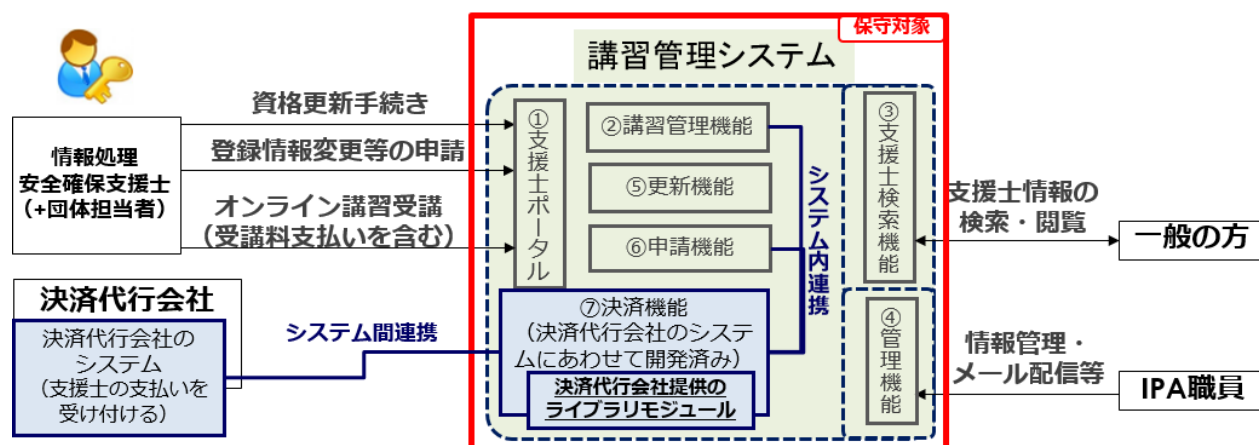 保守対象
講習管理システム
資格更新手続き
登録情報変更等の申請
オンライン講習受講
（受講料支払いを含む）
情報処理
安全確保支援士
（+団体担当者）
①支援士ポータル
②講習管理機能
⑤更新機能
⑥申請機能
システム内連携
③支援士検索機能
支援士情報の
検索・閲覧
一般の方
決済代行会社
決済代行会社の
システム
（支援士の支払いを
受け付ける）
システム間連携
⑦決済機能
（決済代行会社のシステ
ムにあわせて開発済み）
決済代行会社提供の
ライブラリモジュール
④管理機能
情報管理・
メール配信等
IPA職員